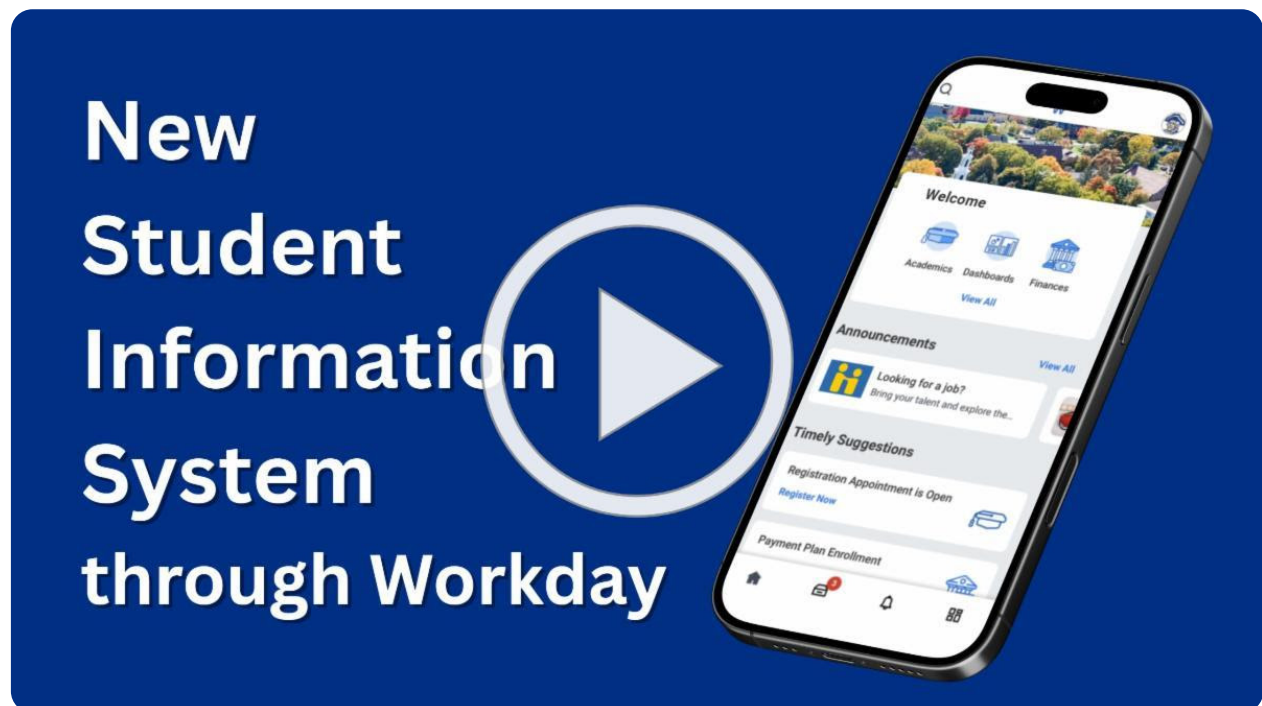 New
Student
Information
System
through Workday
Welcome
Academics Dashboards Finances
View All
Announcements
View All
Looking for a job?
Bring your talent and explore the...
Timely Suggestions
Registration Appointment is Open
Register Now
Payment Plan Enrollment
3